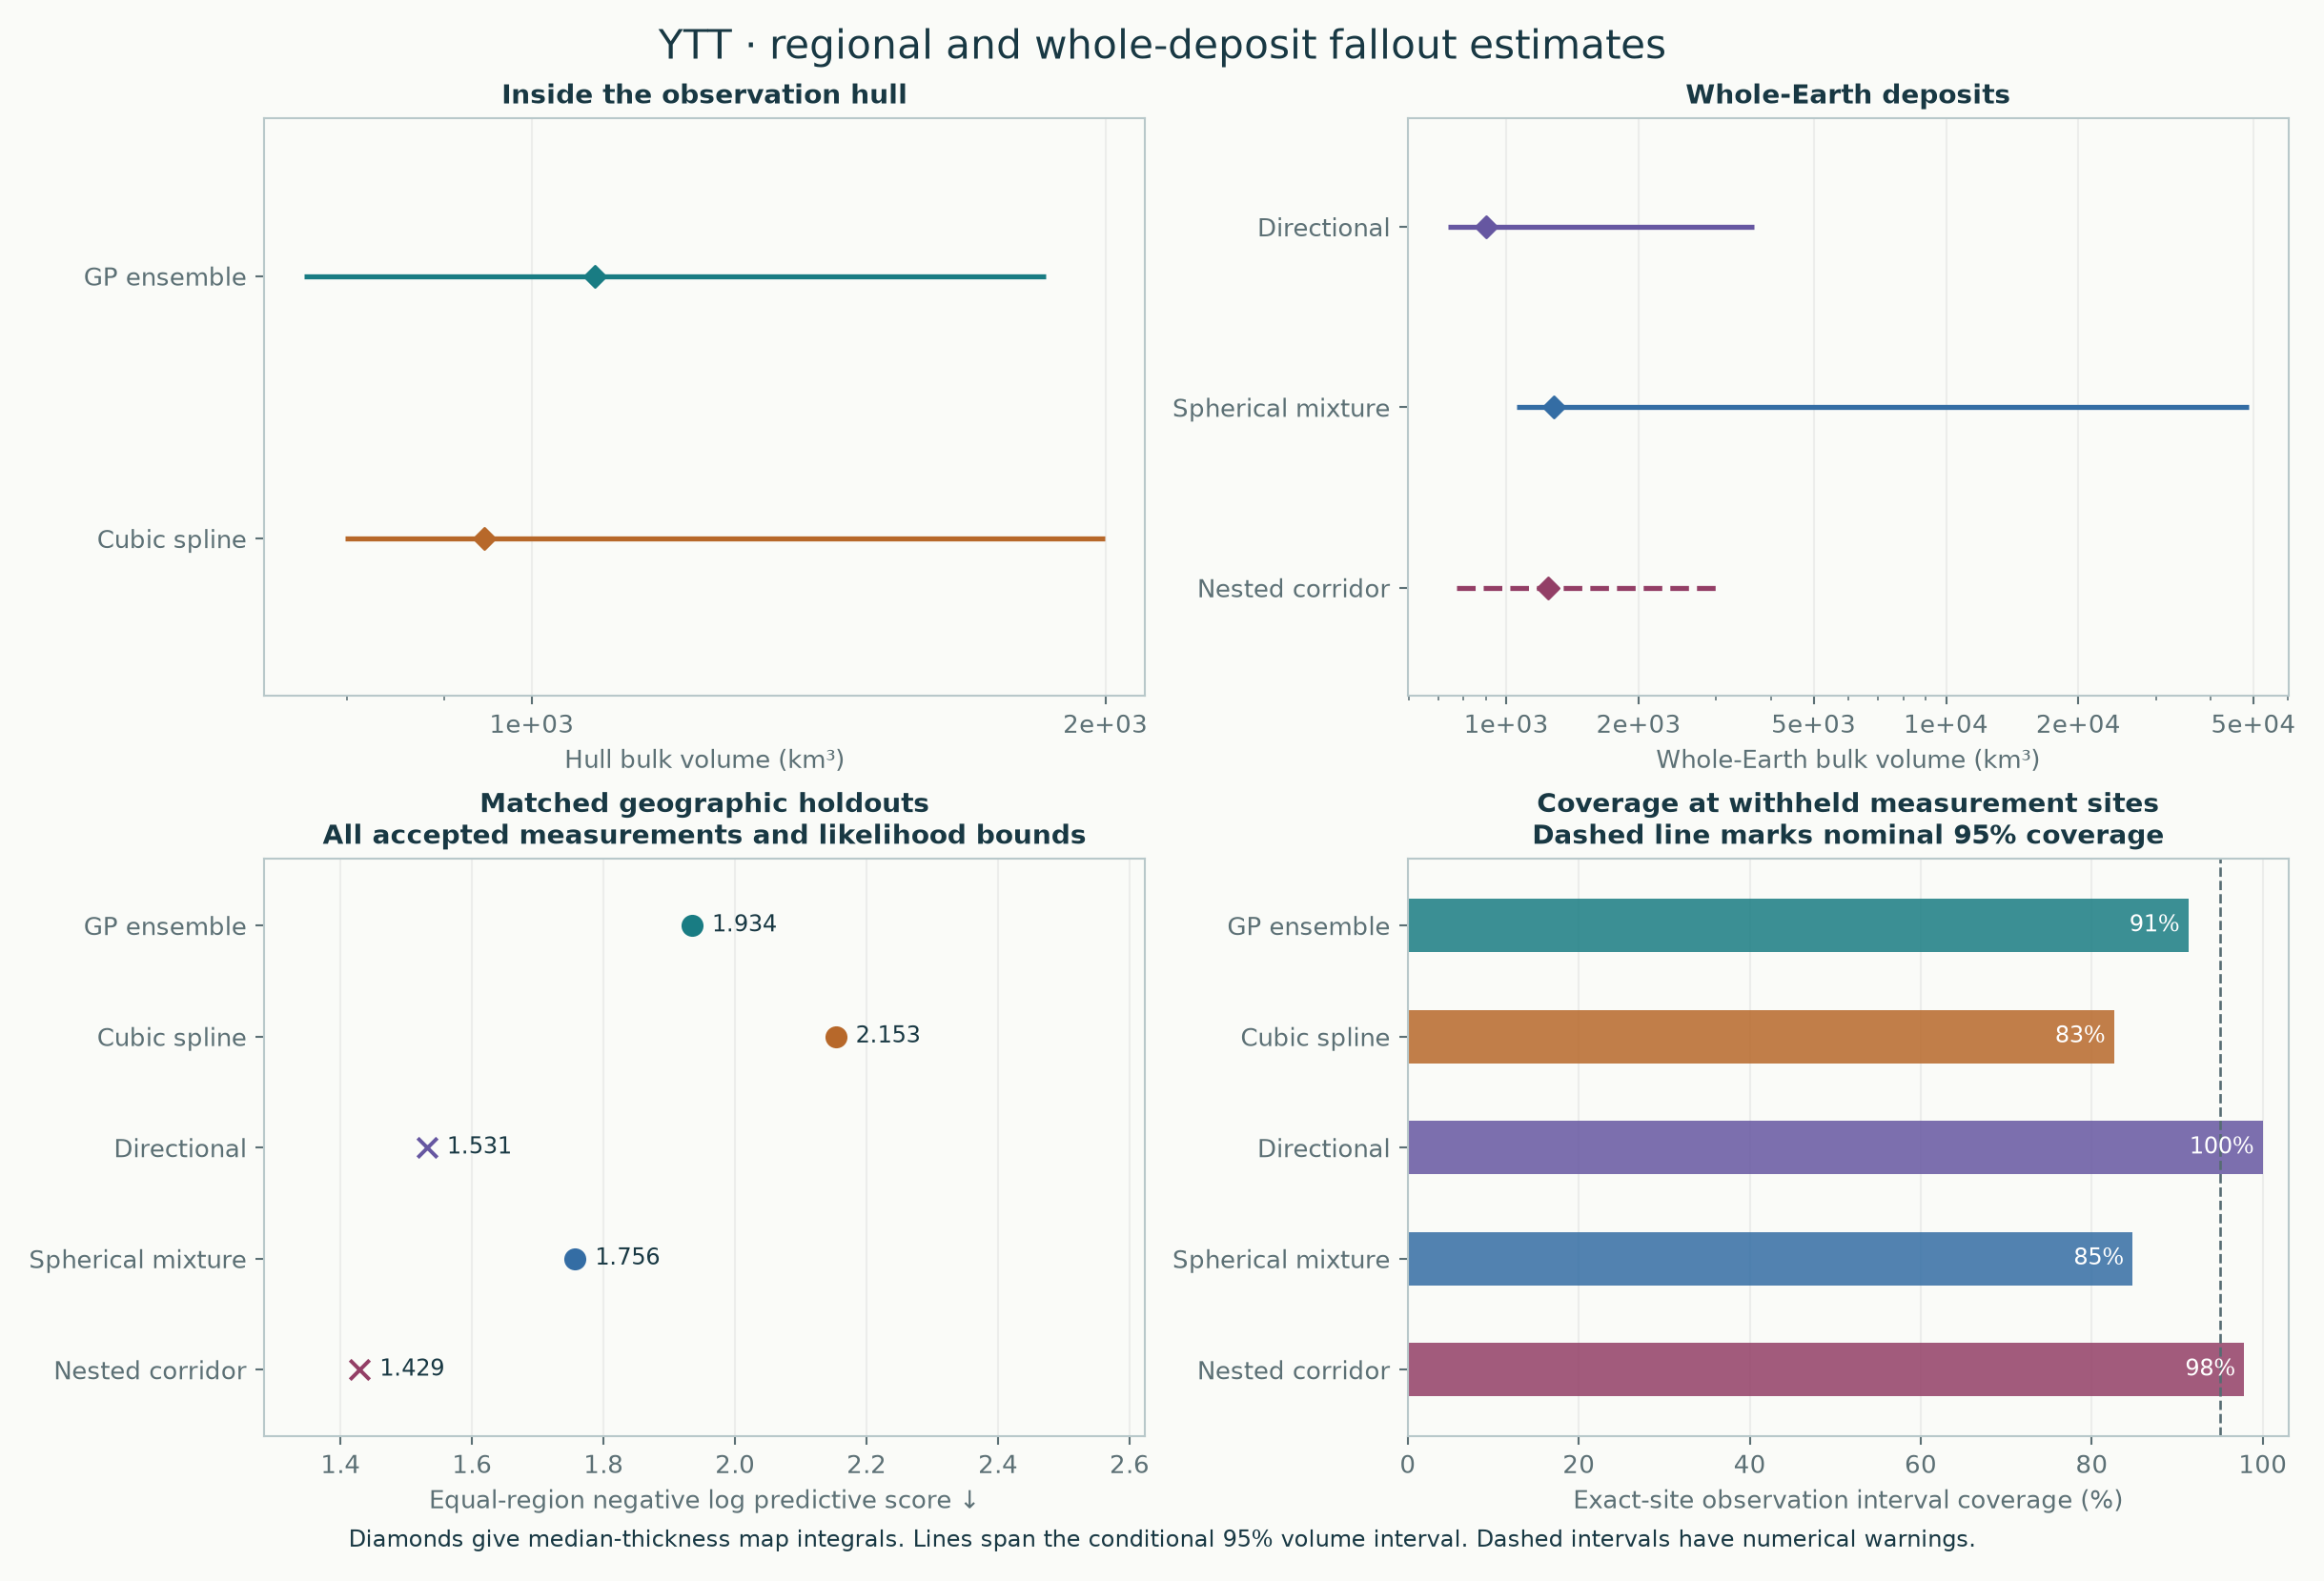 YTT · regional and whole-deposit fallout estimates
Inside the observation hull
GP ensemble
Cubic spline
1e+03
2e+03
Hull bulk volume (km³)
Whole-Earth deposits
Directional
Spherical mixture
Nested corridor
1e+03
2e+03
5e+03
1e+04
2e+04
5e+04
Whole-Earth bulk volume (km³)
Matched geographic holdouts
All accepted measurements and likelihood bounds
GP ensemble
1.934
Cubic spline
2.153
Directional
1.531
Spherical mixture
1.756
Nested corridor
1.429
1.4
1.6
1.8
2.0
2.2
2.4
2.6
Equal-region negative log predictive score ↓
Coverage at withheld measurement sites
Dashed line marks nominal 95% coverage
GP ensemble
91%
Cubic spline
83%
Directional
100%
Spherical mixture
85%
Nested corridor
98%
0
20
40
60
80
100
Exact-site observation interval coverage (%)
Diamonds give median-thickness map integrals. Lines span the conditional 95% volume interval. Dashed intervals have numerical warnings.